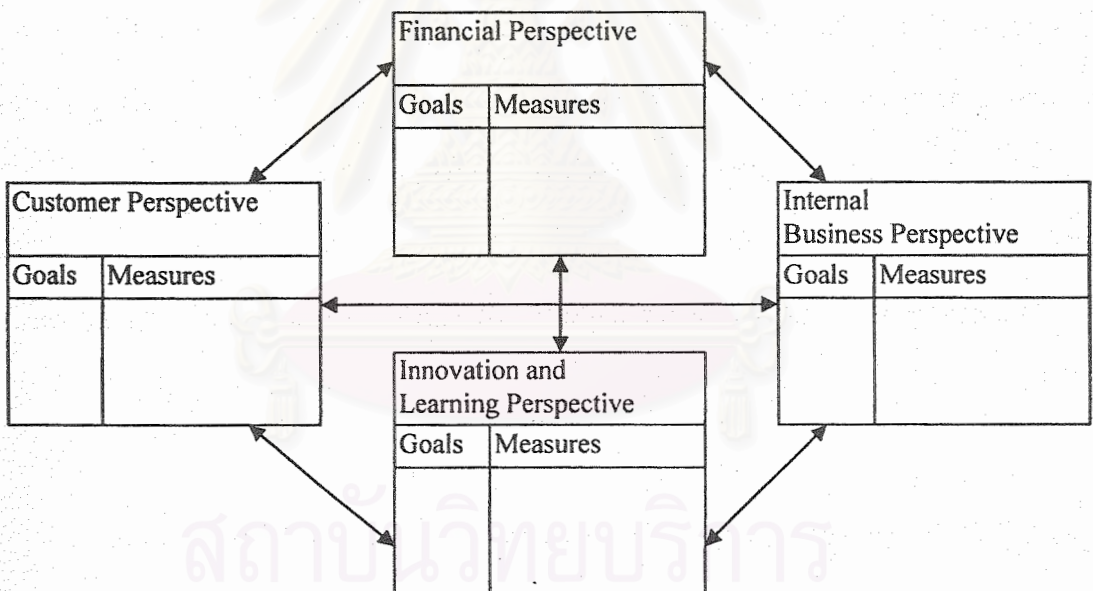 Financial Perspective
Goals Measures
Customer Perspective
Goals Measures
Internal
Business Perspective
Goals Measures
Innovation and
Learning Perspective
Goals Measures
สถาบันวิทยบริการ